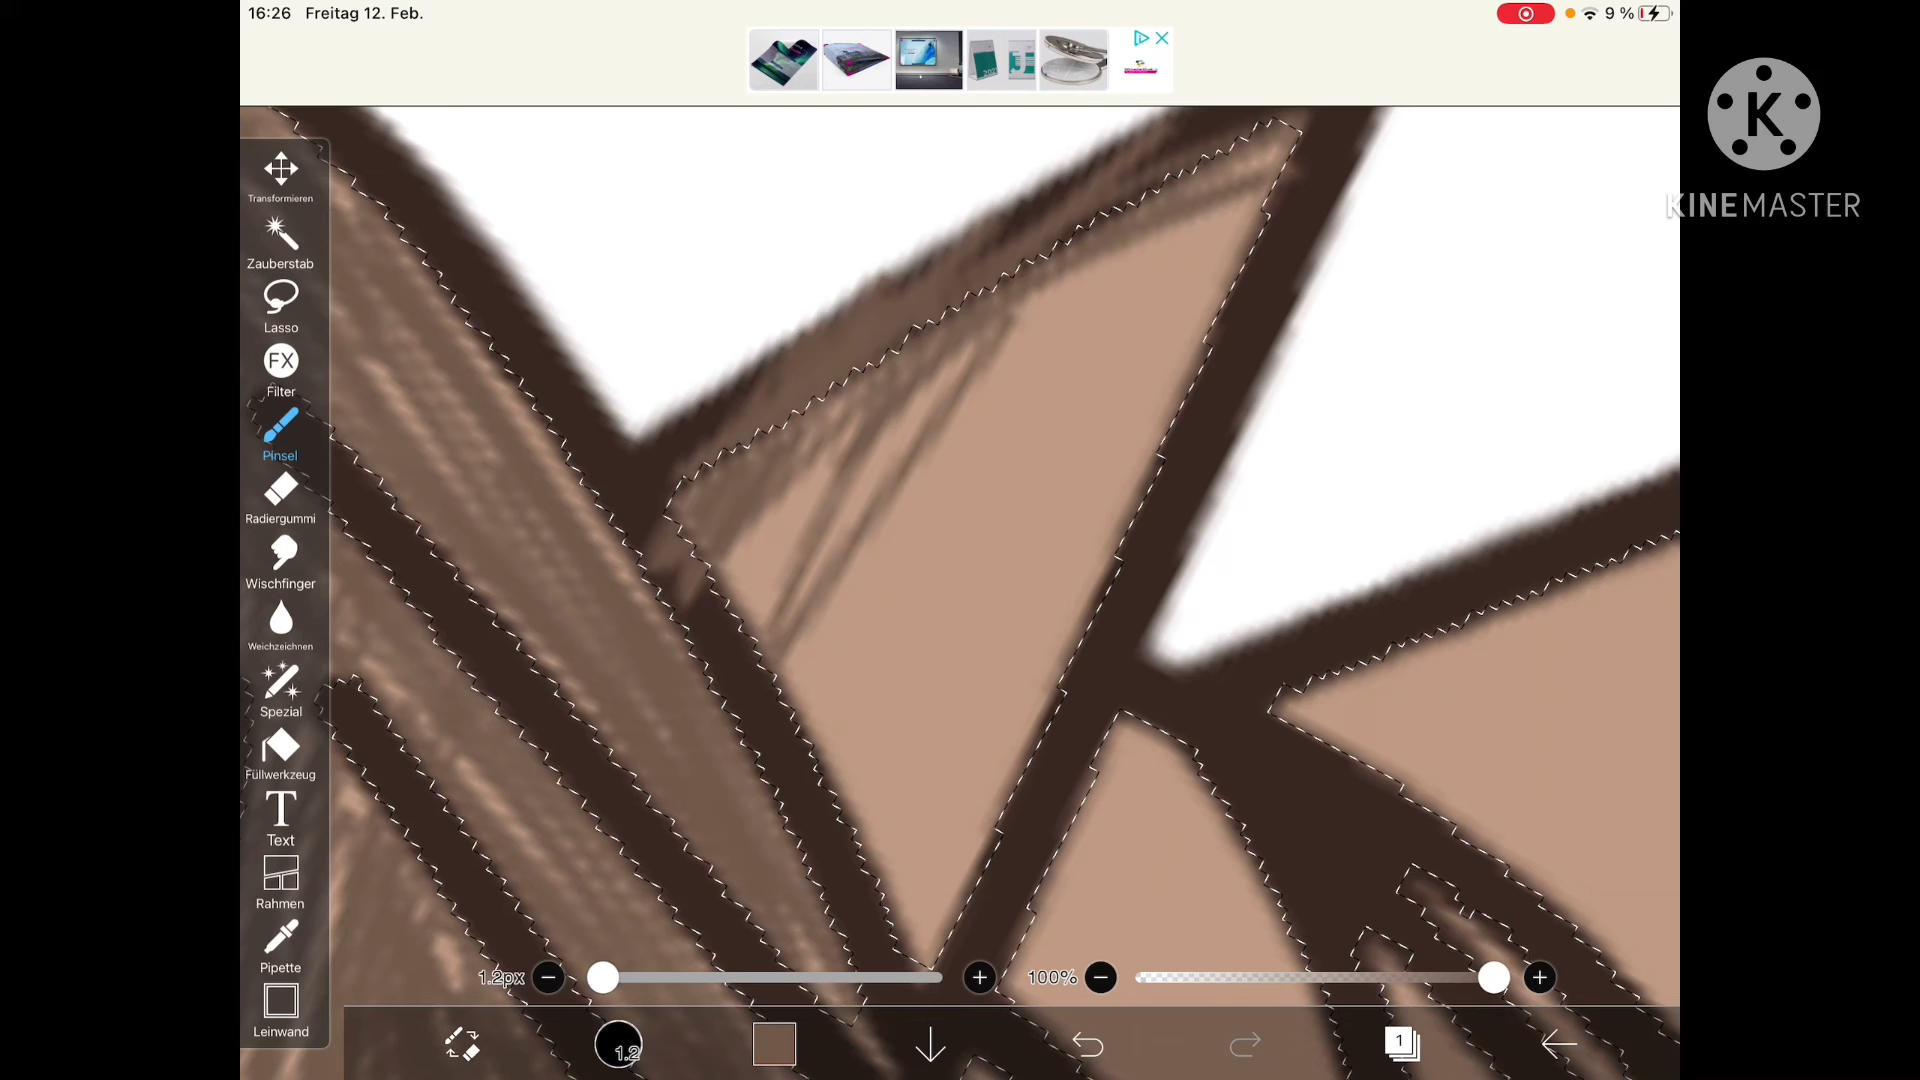 16:26 Freitag 12. Feb.
9 %
K
KINEMASTER
Transformieren
Zauberstab
Lasso
FX
Filter
Pinsel
Radiergummi
Wischfinger
Weichzeichnen
Spezial
Füllwerkzeug
T
Text
Rahmen
Pipette
Leinwand
1.2px
100%
1.2
1